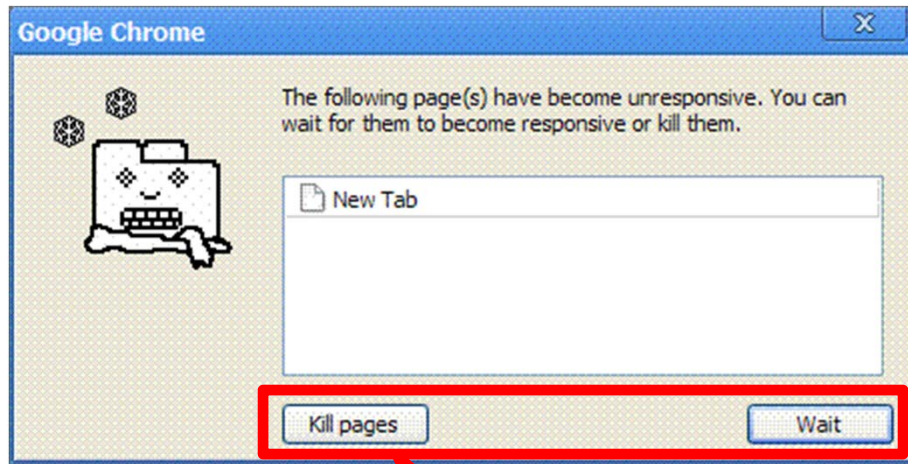 Google Chrome
The following page(s) have become unresponsive. You can
wait for them to become responsive or kill them.
New Tab
Kill pages
Wait